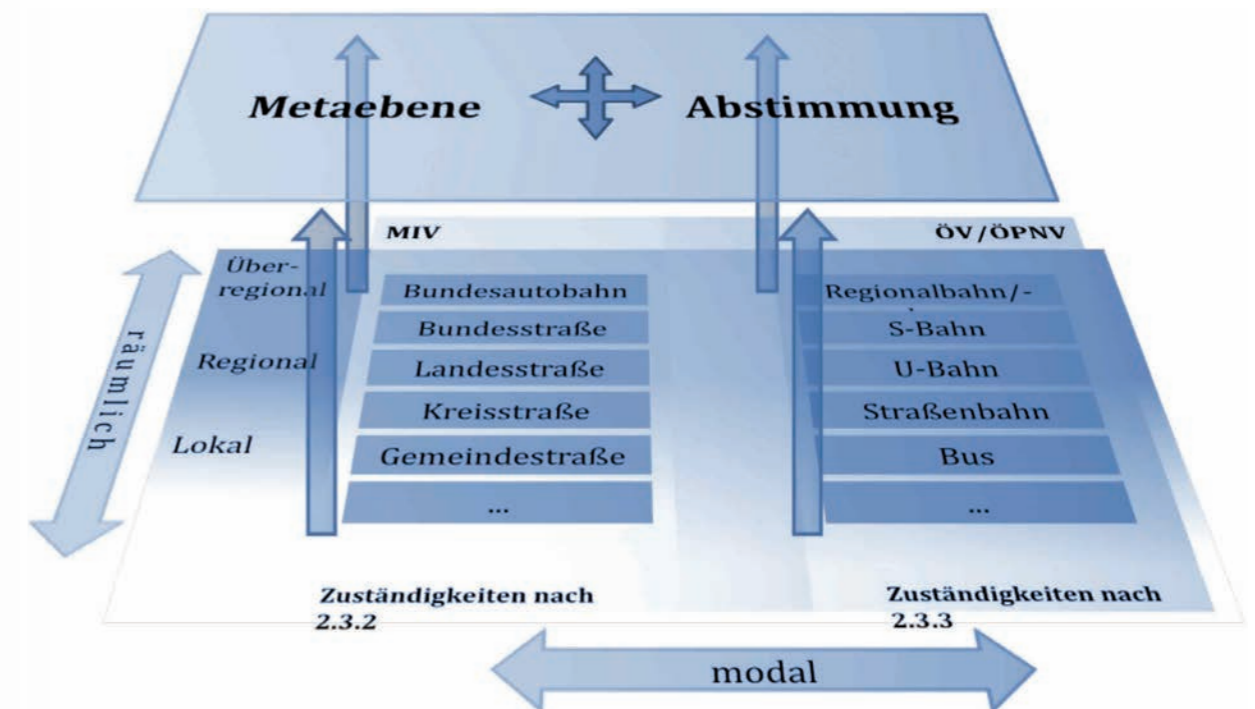 Metaebene
Abstimmung
MIV
ÖV/ÖPNV
Über-
regional
Regional
Lokal
räumlich
Bundesautobahn
Bundesstraße
Landesstraße
Kreisstraße
Gemeindestraße
...
Regionalbahn/-
S-Bahn
U-Bahn
Straßenbahn
Bus
...
Zuständigkeiten nach
2.3.2
Zuständigkeiten nach
2.3.3
modal